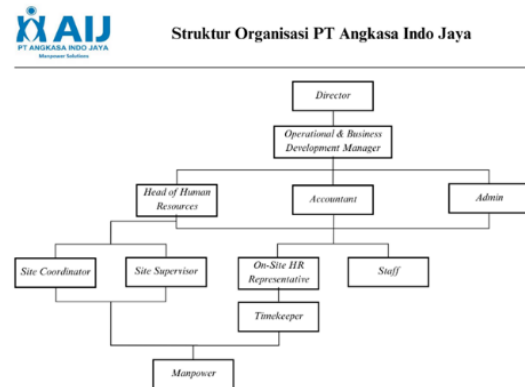 AIJ
PT ANGKASA INDO JAYA
Manpower Solutions
Struktur Organisasi PT Angkasa Indo Jaya
Director
Operational & Business
Development Manager
Head of Human
Resources
Accountant
Admin
Site Coordinator
Site Supervisor
On-Site HR
Representative
Staff
Timekeeper
Manpower